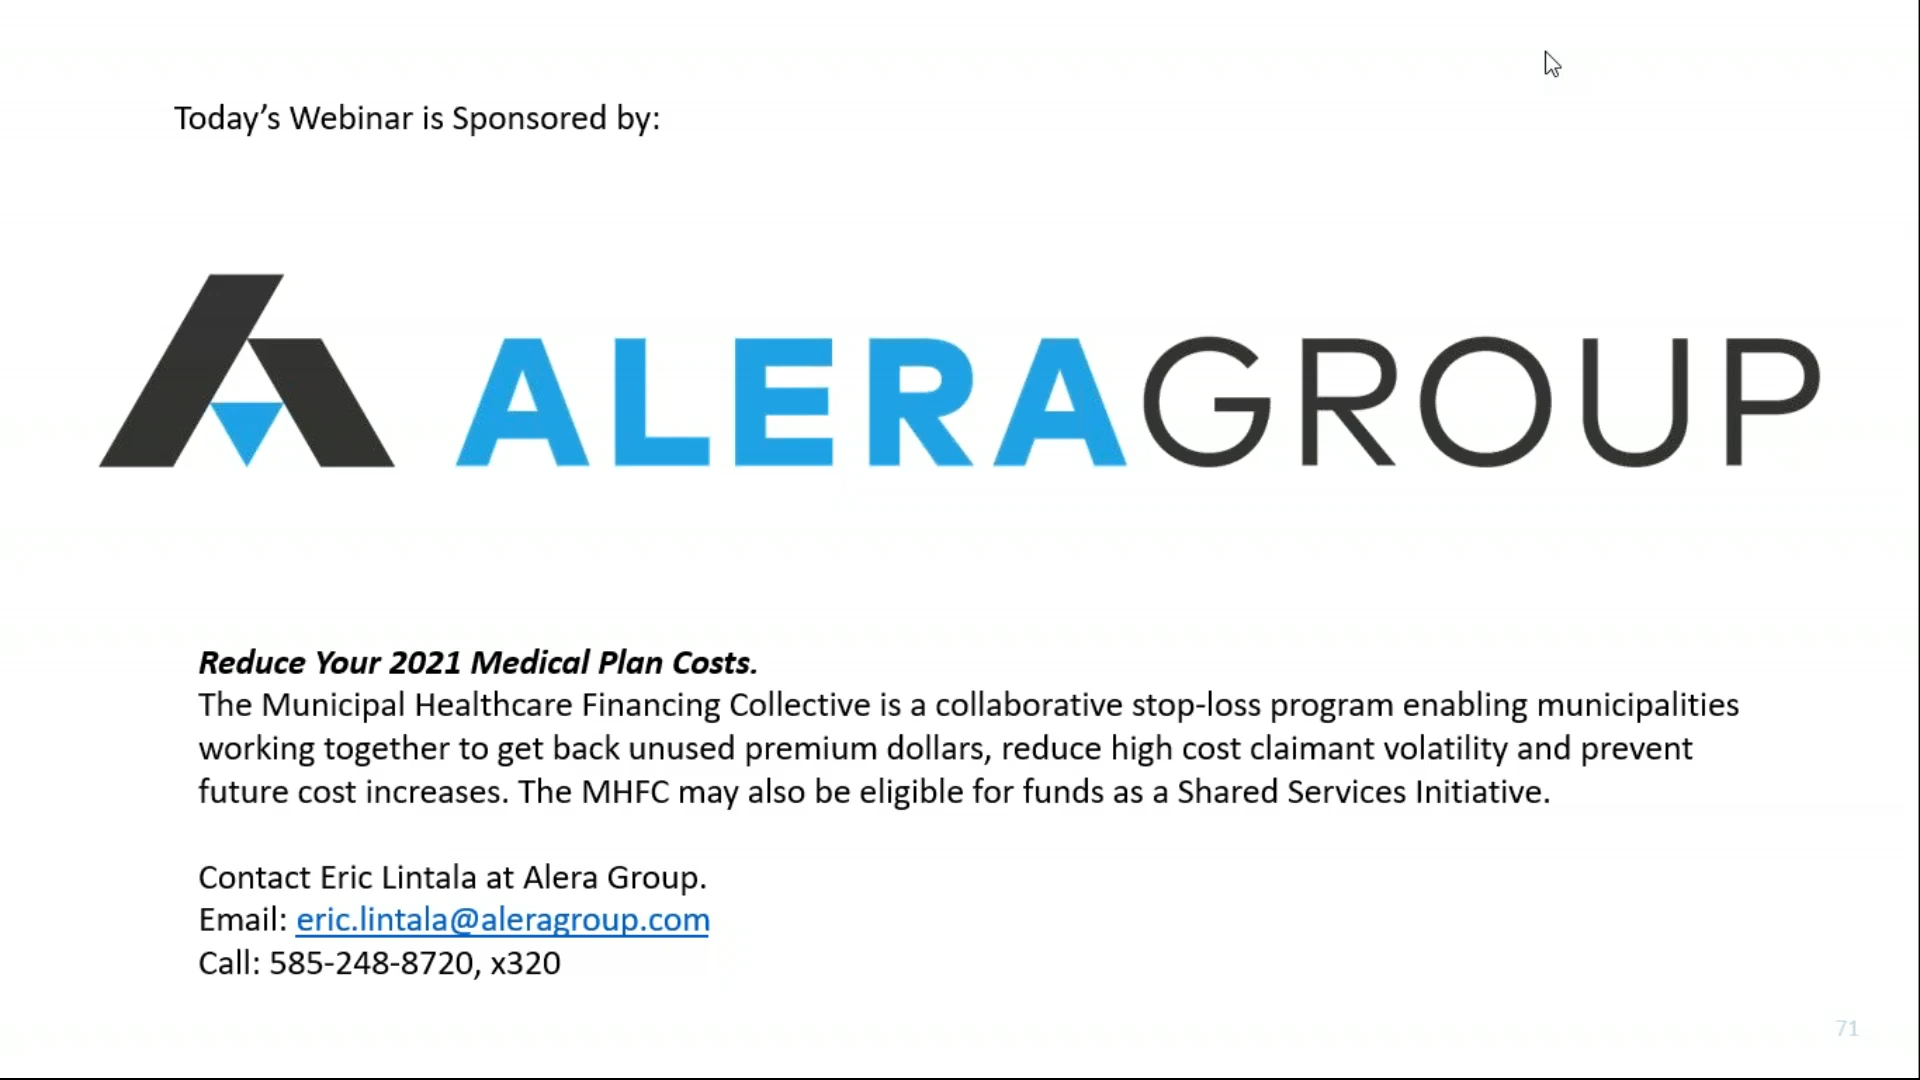 Today’s Webinar is Sponsored by:
ALERAGROUP
Reduce Your 2021 Medical Plan Costs.
The Municipal Healthcare Financing Collective is a collaborative stop-loss program enabling municipalities
working together to get back unused premium dollars, reduce high cost claimant volatility and prevent
future cost increases. The MHFC may also be eligible for funds as a Shared Services Initiative.
Contact Eric Lintala at Alera Group.
Email: eric.lintala@aleragroup.com
Call: 585-248-8720, x320
71